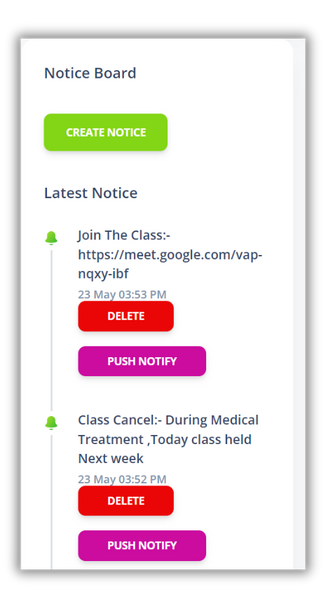 Notice Board
CREATE NOTICE
Latest Notice
Join The Class:-
https://meet.google.com/vap-
nqxy-ibf
23 May 03:53 PM
DELETE
PUSH NOTIFY
Class Cancel:- During Medical
Treatment ,Today class held
Next week
23 May 03:52 PM
DELETE
PUSH NOTIFY